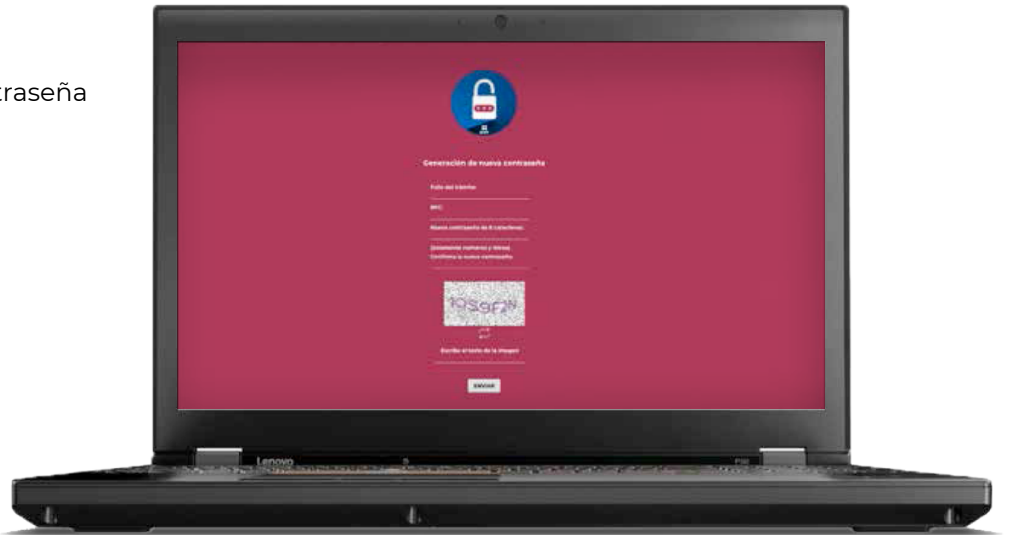 traseña
Generación de nueva contraseña
Folio del trámite:
RFC:
Nueva contraseña de 8 caracteres:
(solamente números y letras)
Confirma la nueva contraseña:
Escribe el texto de la imagen
ENVIAR
Lenovo